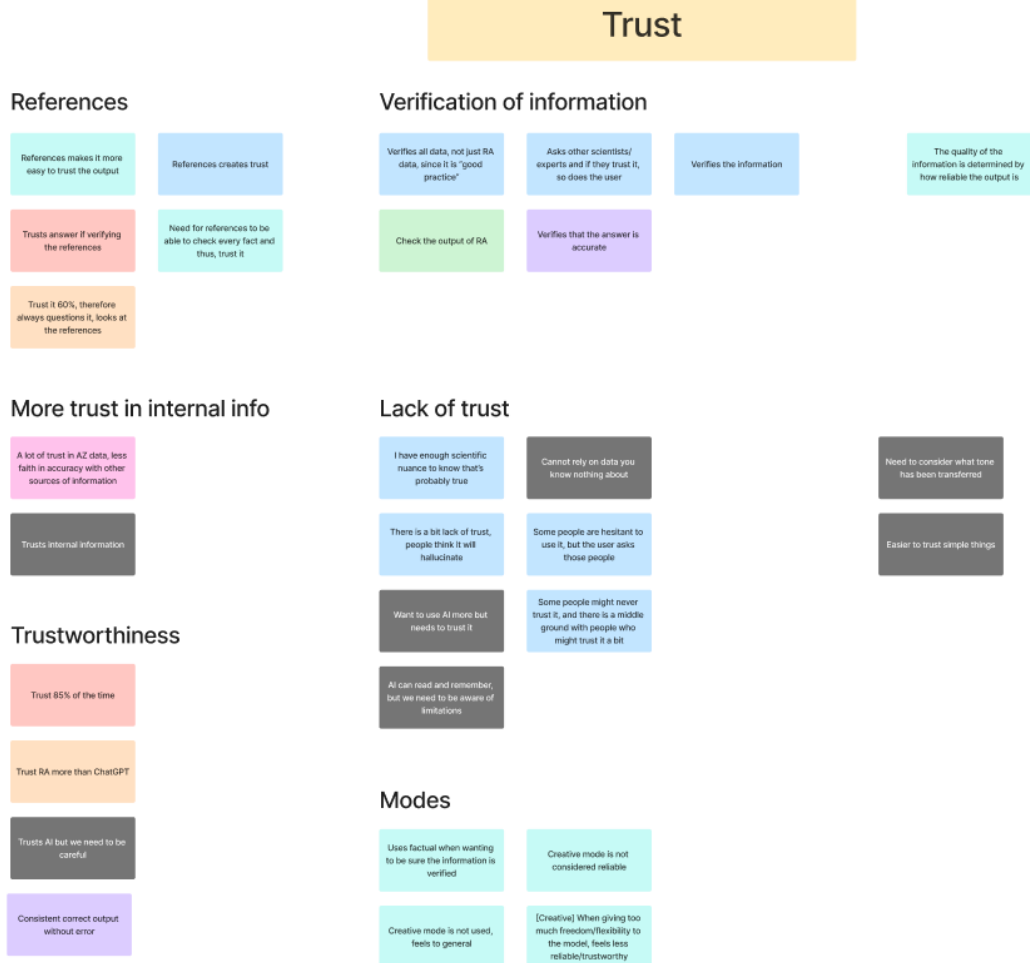 Trust
References
References makes it more
easy to trust the output
References creates trust
Trusts answer if verifying
the references
Need for references to be
able to check every fact and
thus, trust it
Trust it 60%, therefore
always questions it, looks at
the references
Verification of information
Verifies all data, not just RA
data, since it is "good
practice"
Asks other scientists/
experts and if they trust it,
so does the user
Verifies the information
The quality of the
information is determined by
how reliable the output is
Check the output of RA
Verifies that the answer is
accurate
More trust in internal info
A lot of trust in AZ data, less
faith in accuracy with other
sources of information
Trusts internal information
Lack of trust
I have enough scientific
nuance to know that's
probably true
Cannot rely on data you
know nothing about
Need to consider what tone
has been transferred
There is a bit lack of trust,
people think it will
hallucinate
Some people are hesitant to
use it, but the user asks
those people
Easier to trust simple things
Want to use AI more but
needs to trust it
Some people might never
trust it, and there is a middle
ground with people who
might trust it a bit
AI can read and remember,
but we need to be aware of
limitations
Trustworthiness
Trust 85% of the time
Trust RA more than ChatGPT
Trusts AI but we need to be
careful
Consistent correct output
without error
Modes
Uses factual when wanting
to be sure the information is
verified
Creative mode is not
considered reliable
Creative mode is not used,
feels to general
[Creative] When giving too
much freedom/flexibility to
the model, feels less
reliable/trustworthy